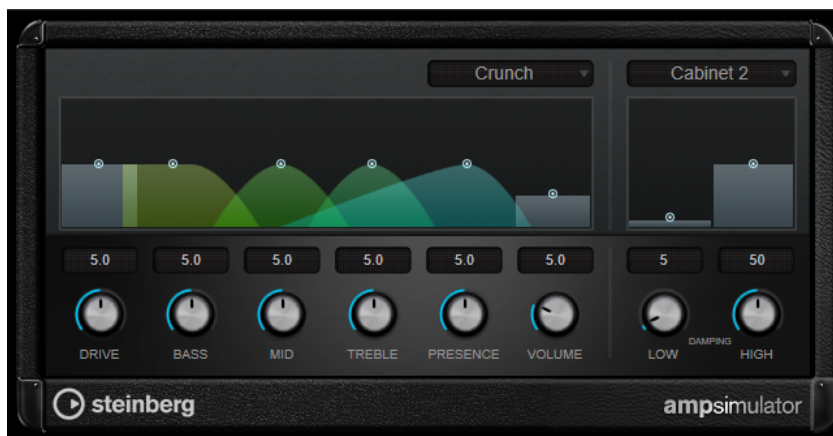 Crunch
Cabinet 2
5.0 5.0 5.0 5.0 5.0 5.0 5 50
DRIVE BASS MID TREBLE PRESENCE VOLUME LOW DAMPING HIGH
steinberg ampsimulator